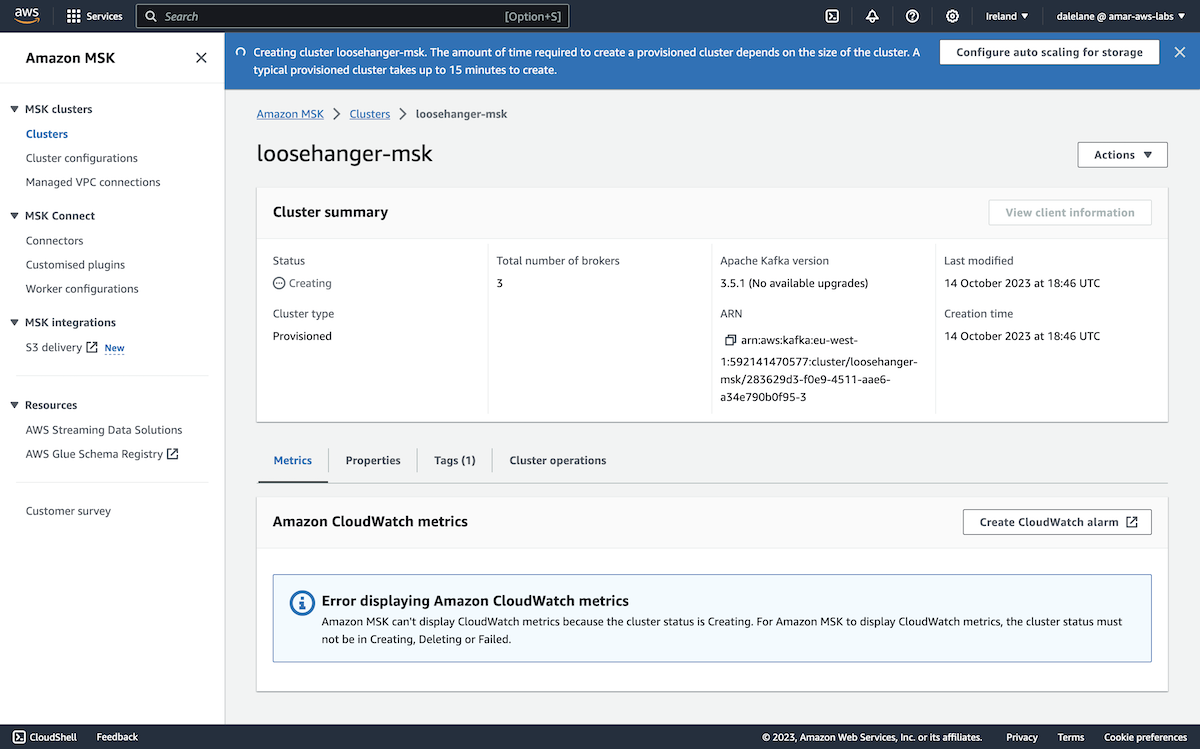 aws
Services
Search
[Option+S]
Ireland
dalelane @ amar-aws-labs
Amazon MSK
MSK clusters
Clusters
Cluster configurations
Managed VPC connections
MSK Connect
Connectors
Customised plugins
Worker configurations
MSK integrations
S3 delivery New
Resources
AWS Streaming Data Solutions
AWS Glue Schema Registry
Customer survey
Creating cluster loosehanger-msk. The amount of time required to create a provisioned cluster depends on the size of the cluster. A
typical provisioned cluster takes up to 15 minutes to create.
Configure auto scaling for storage
Amazon MSK > Clusters > loosehanger-msk
loosehanger-msk
Actions
Cluster summary
View client information
Status
Creating
Cluster type
Provisioned
Total number of brokers
3
Apache Kafka version
3.5.1 (No available upgrades)
ARN
arn:aws:kafka:eu-west-
1:592141470577:cluster/loosehanger-
msk/283629d3-f0e9-4511-aae6-
a34e790b0f95-3
Last modified
14 October 2023 at 18:46 UTC
Creation time
14 October 2023 at 18:46 UTC
Metrics
Properties
Tags (1)
Cluster operations
Amazon CloudWatch metrics
Create CloudWatch alarm
Error displaying Amazon CloudWatch metrics
Amazon MSK can't display CloudWatch metrics because the cluster status is Creating. For Amazon MSK to display CloudWatch metrics, the cluster status must
not be in Creating, Deleting or Failed.
CloudShell
Feedback
© 2023, Amazon Web Services, Inc. or its affiliates.
Privacy
Terms
Cookie preferences